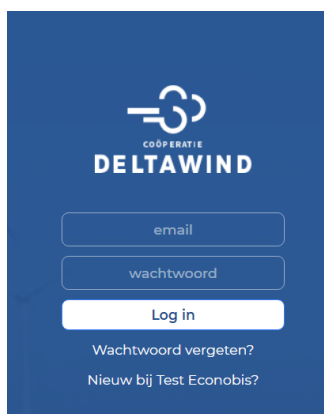 COÖPERATIE
DELTAWIND
email
wachtwoord
Log in
Wachtwoord vergeten?
Nieuw bij Test Econobis?